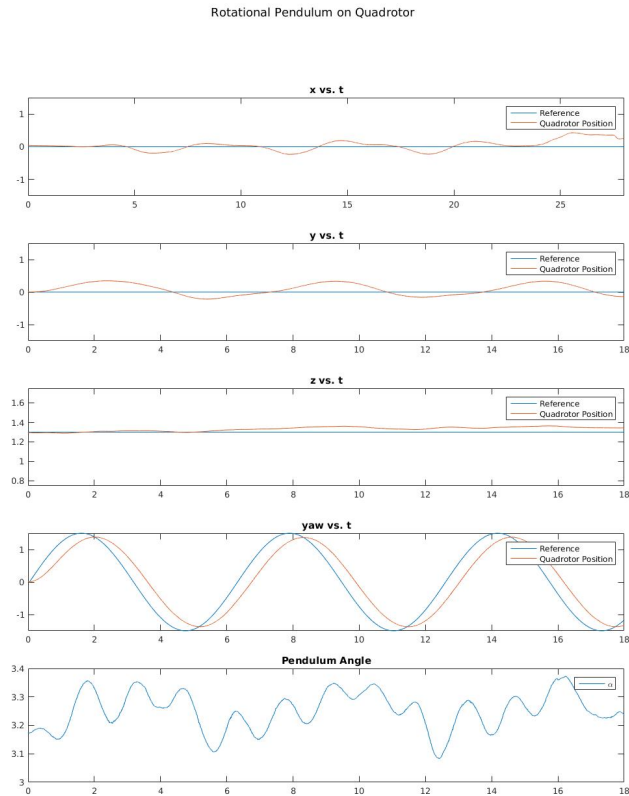 Rotational Pendulum on Quadrotor
x vs. t
1
0
-1
Reference
Quadrotor Position
0 5 10 15 20 25
y vs. t
1
0
-1
Reference
Quadrotor Position
0 2 4 6 8 10 12 14 16 18
z vs. t
1.6
1.4
1.2
1
0.8
Reference
Quadrotor Position
0 2 4 6 8 10 12 14 16 18
yaw vs. t
1
0
-1
Reference
Quadrotor Position
0 2 4 6 8 10 12 14 16 18
Pendulum Angle
3.4
3.3
3.2
3.1
3
α
0 2 4 6 8 10 12 14 16 18